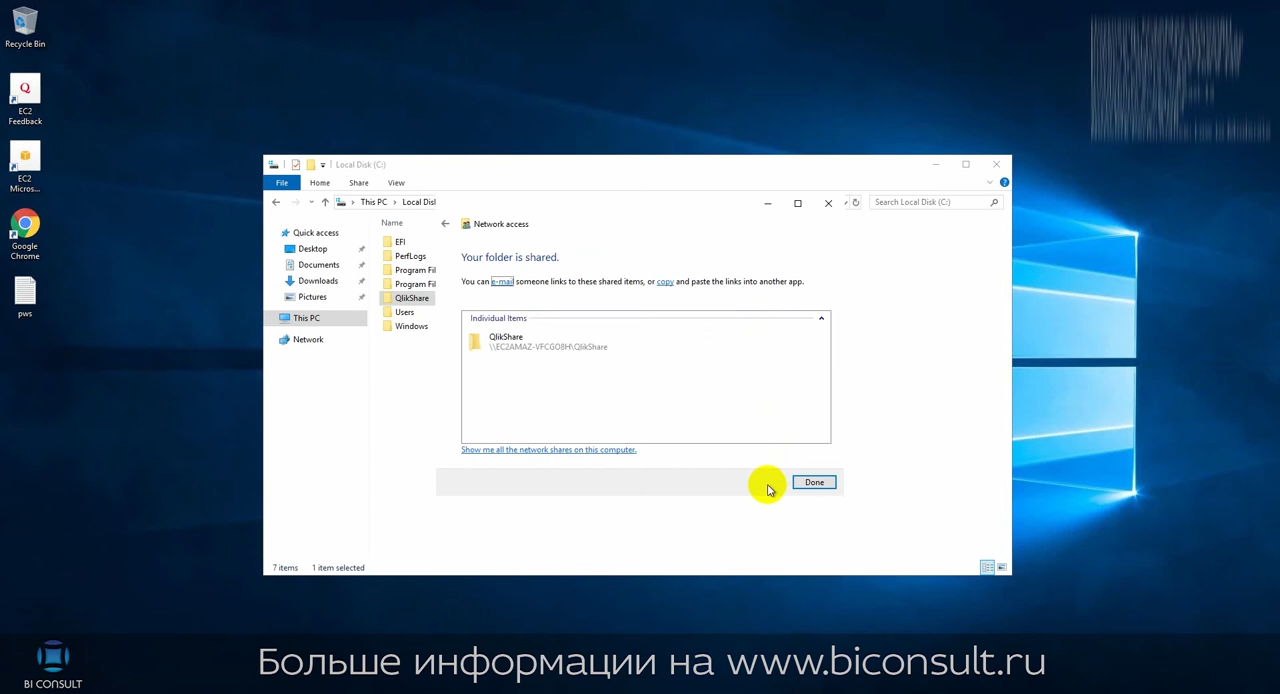 Recycle Bin
EC2
Feedback
EC2
Micros...
Google
Chrome
pws
Local Disk (C:)
File
Home
Share
View
This PC
Local Disl
Search Local Disk (C:)
Quick access
Desktop
Documents
Downloads
Pictures
This PC
Network
Name
EFI
PerfLogs
Program Fil
Program Fil
QlikShare
Users
Windows
Network access
Your folder is shared.
You can e-mail someone links to these shared items, or copy and paste the links into another app.
Individual Items
QlikShare
\\EC2AMAZ-VFCGO8H\QlikShare
Show me all the network shares on this computer.
Done
7 items
1 item selected
BI CONSULT
Больше информации на www.biconsult.ru